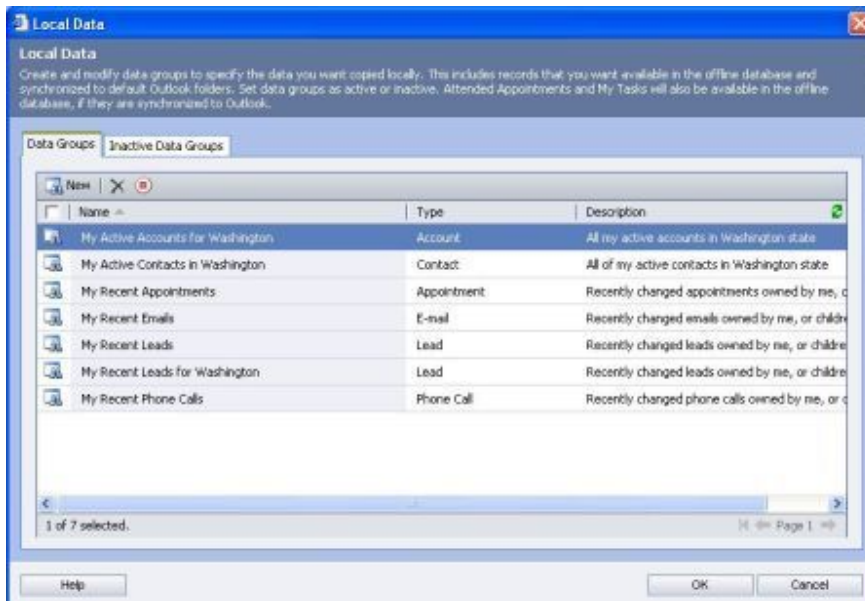 Local Data
Local Data
Create and modify data groups to specify the data you want copied locally. This includes records that you want available in the offline database and
synchronized to default Outlook folders. Set data groups as active or inactive. Attended Appointments and My Tasks will also be available in the offline
database, if they are synchronized to Outlook.
Data Groups Inactive Data Groups
New
Name Type Description
My Active Accounts for Washington Account All my active accounts in Washington state
My Active Contacts in Washington Contact All of my active contacts in Washington state
My Recent Appointments Appointment Recently changed appointments owned by me, c
My Recent Emails E-mail Recently changed emails owned by me, or childre
My Recent Leads Lead Recently changed leads owned by me, or childre
My Recent Leads for Washington Lead Recently changed leads owned by me, or childre
My Recent Phone Calls Phone Call Recently changed phone calls owned by me, or c
1 of 7 selected. Page 1
Help OK Cancel